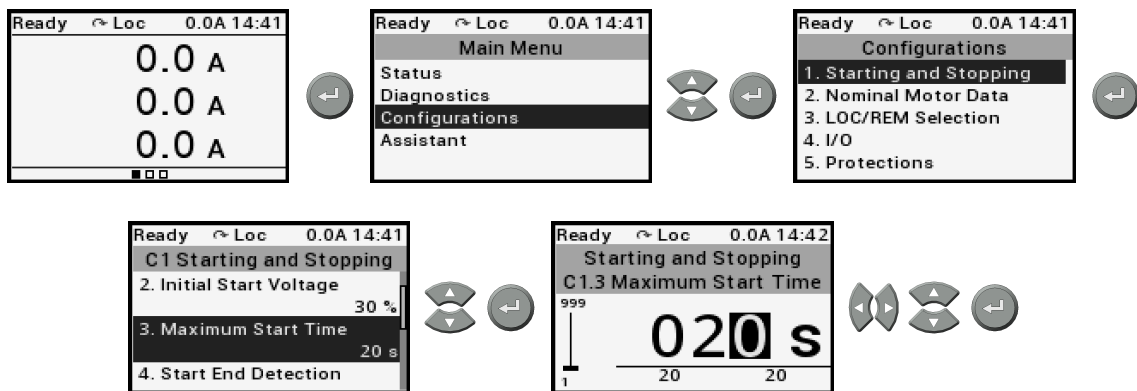 Ready Loc 0.0A 14:41
0.0 A
0.0 A
0.0 A
Ready Loc 0.0A 14:41
Main Menu
Status
Diagnostics
Configurations
Assistant
Ready Loc 0.0A 14:41
Configurations
1. Starting and Stopping
2. Nominal Motor Data
3. LOC/REM Selection
4. I/O
5. Protections
Ready Loc 0.0A 14:41
C1 Starting and Stopping
2. Initial Start Voltage
30 %
3. Maximum Start Time
20 s
4. Start End Detection
Ready Loc 0.0A 14:42
Starting and Stopping
C1.3 Maximum Start Time
999
020 s
1 20 20